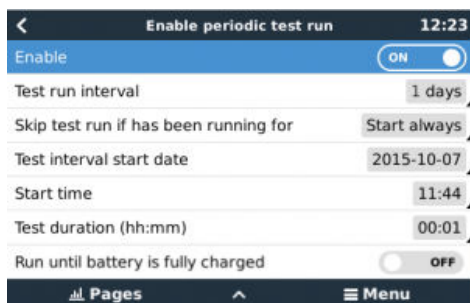 Enable periodic test run 12:23
Enable ON
Test run interval 1 days
Skip test run if has been running for Start always
Test interval start date 2015-10-07
Start time 11:44
Test duration (hh:mm) 00:01
Run until battery is fully charged OFF
Pages Menu